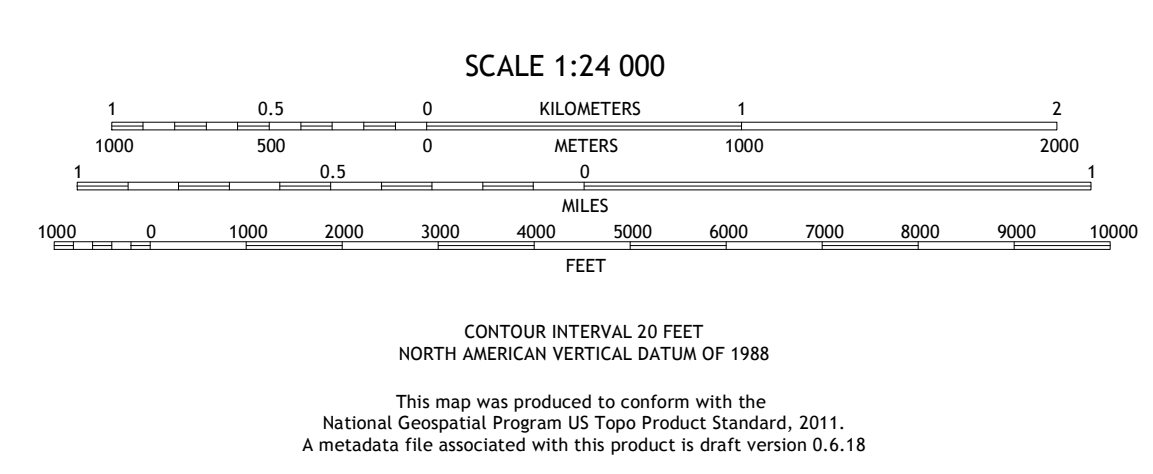 SCALE 1:24 000
1 0.5 0 KILOMETERS 1 2
1000 500 0 METERS 1000 2000
1 0.5 0 1
MILES
1000 0 1000 2000 3000 4000 5000 6000 7000 8000 9000 10000
FEET
CONTOUR INTERVAL 20 FEET
NORTH AMERICAN VERTICAL DATUM OF 1988
This map was produced to conform with the
National Geospatial Program US Topo Product Standard, 2011.
A metadata file associated with this product is draft version 0.6.18